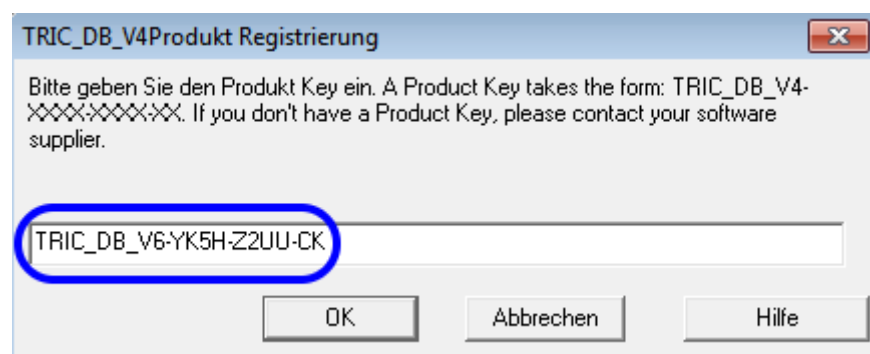 TRIC_DB_V4Produkt Registrierung
Bitte geben Sie den Produkt Key ein. A Product Key takes the form: TRIC_DB_V4-
XXXX-XXXX-XX. If you don't have a Product Key, please contact your software
supplier.
TRIC_DB_V6-YK5H-Z2UU-CK
OK Abbrechen Hilfe